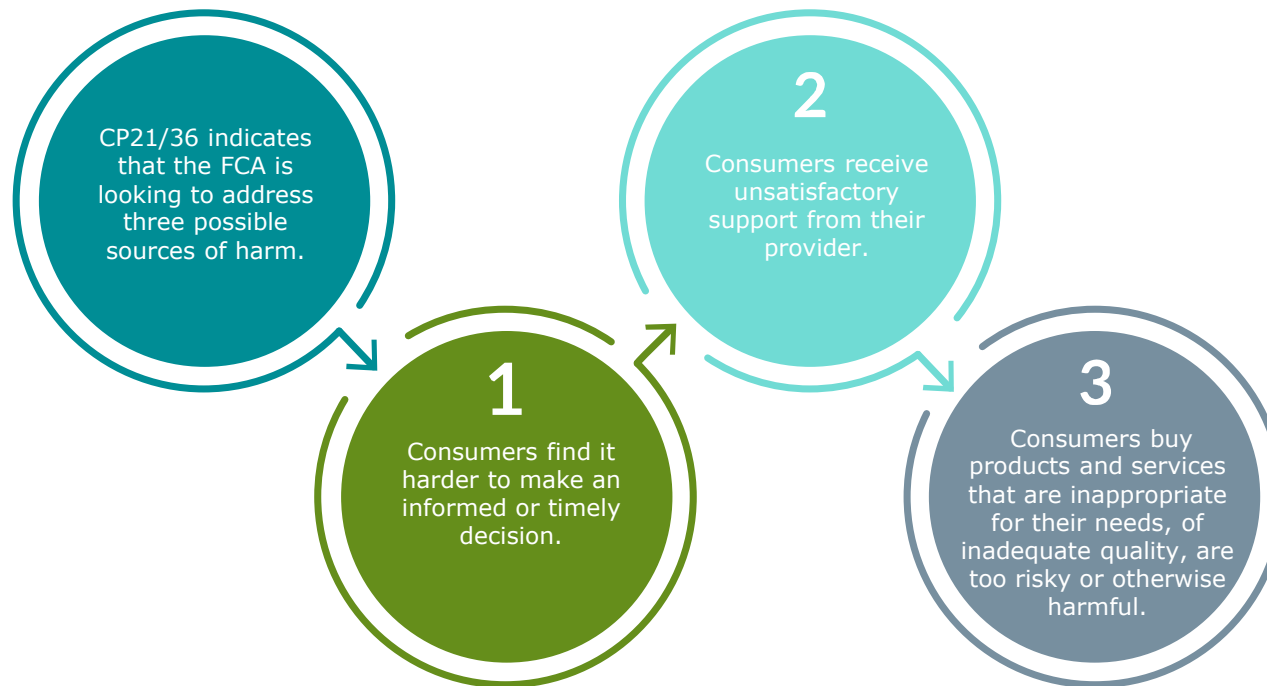 CP21/36 indicates
that the FCA is
looking to address
three possible
sources of harm.
1
Consumers find it
harder to make an
informed or timely
decision.
2
Consumers receive
unsatisfactory
support from their
provider.
3
Consumers buy
products and services
that are inappropriate
for their needs, of
inadequate quality, are
too risky or otherwise
harmful.